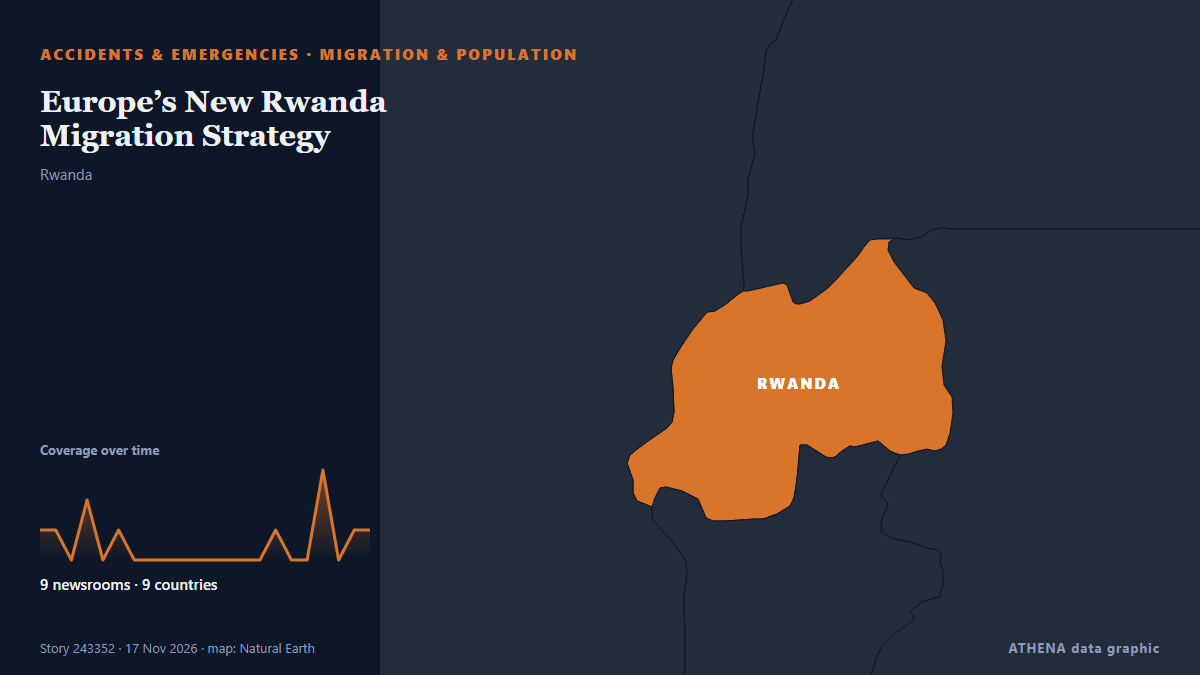 ACCIDENTS & EMERGENCIES · MIGRATION & POPULATION
Europe’s New Rwanda
Migration Strategy
Rwanda
RWANDA
Coverage over time
9 newsrooms · 9 countries
Story 243352 · 17 Nov 2026 · map: Natural Earth
ATHENA data graphic